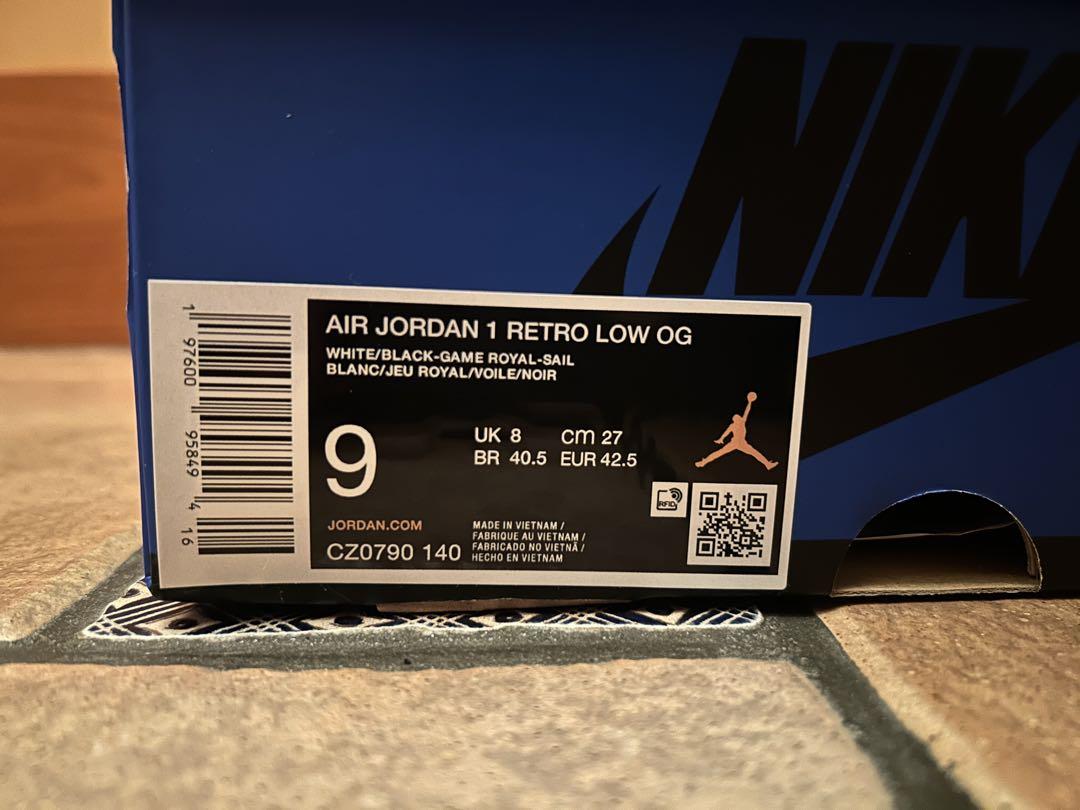 NIK
AIR JORDAN 1 RETRO LOW OG
WHITE/BLACK-GAME ROYAL-SAIL
BLANC/JEU ROYAL/VOILE/NOIR
9
UK 8 cm 27
BR 40.5 EUR 42.5
RFID
JORDAN.COM
CZ0790 140
MADE IN VIETNAM /
FABRIQUE AU VIETNAM /
FABRICADO NO VIETNÃ /
HECHO EN VIETNAM
1 97600 95849 4 16